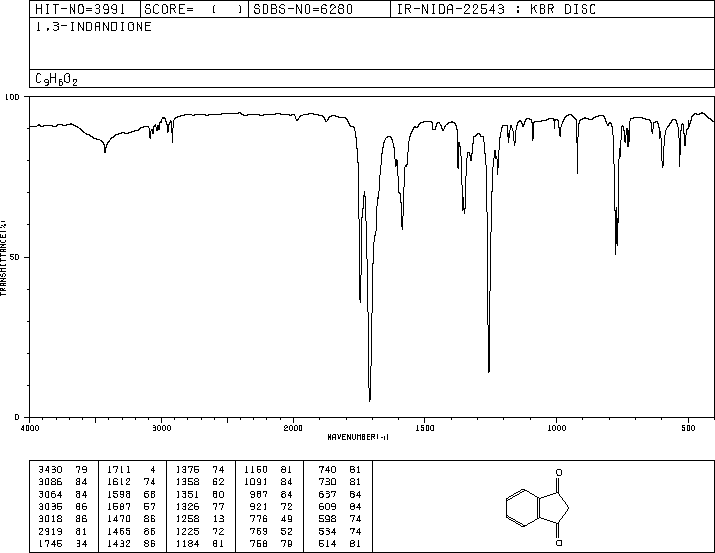 HIT-NO=3991 SCORE= ( ) SDBS-NO=6280 IR-NIDA-22543 : KBR DISC
1,3-INDANDIONE
C9H6O2
100
TRANSMITTANCE(%)
50
0
4000 3000 2000 1500 1000 500
WAVENUMBER(-1)
3430 79 1711 4 1376 74 1160 81 740 81
3086 84 1612 74 1358 62 1091 84 730 81
3064 84 1598 68 1351 60 987 84 637 84
3036 86 1587 57 1326 77 921 72 609 84
3018 86 1470 86 1258 13 776 49 598 74
2919 81 1465 86 1225 72 769 52 534 74
1746 34 1432 86 1184 81 758 79 514 81
O
O